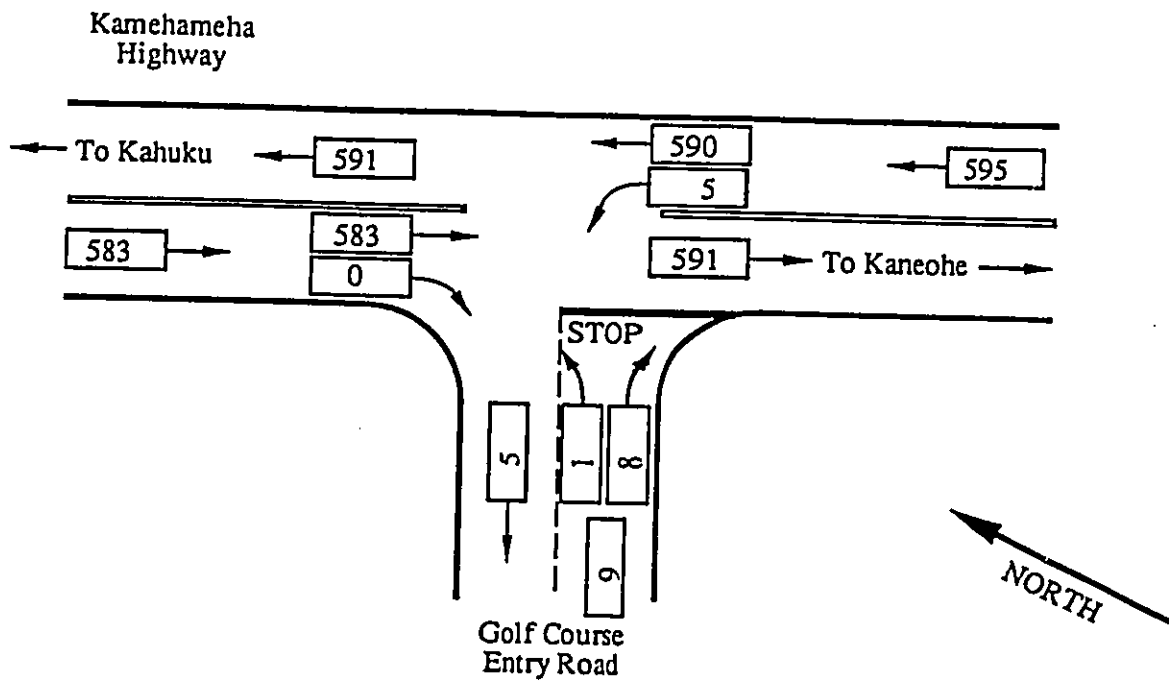 Kamehameha
Highway
To Kahuku
591
590
5
595
583
583
0
591
To Kaneohe
STOP
5
1
8
9
NORTH
Golf Course
Entry Road